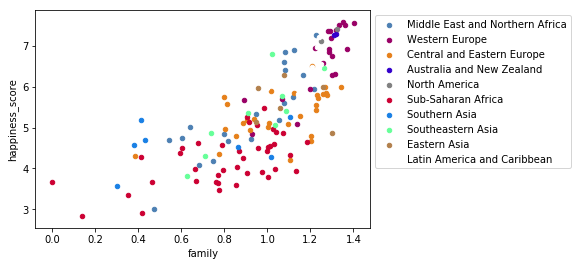 happiness_score
7
6
5
4
3
0.0 0.2 0.4 0.6 0.8 1.0 1.2 1.4
family
Middle East and Northern Africa
Western Europe
Central and Eastern Europe
Australia and New Zealand
North America
Sub-Saharan Africa
Southern Asia
Southeastern Asia
Eastern Asia
Latin America and Caribbean